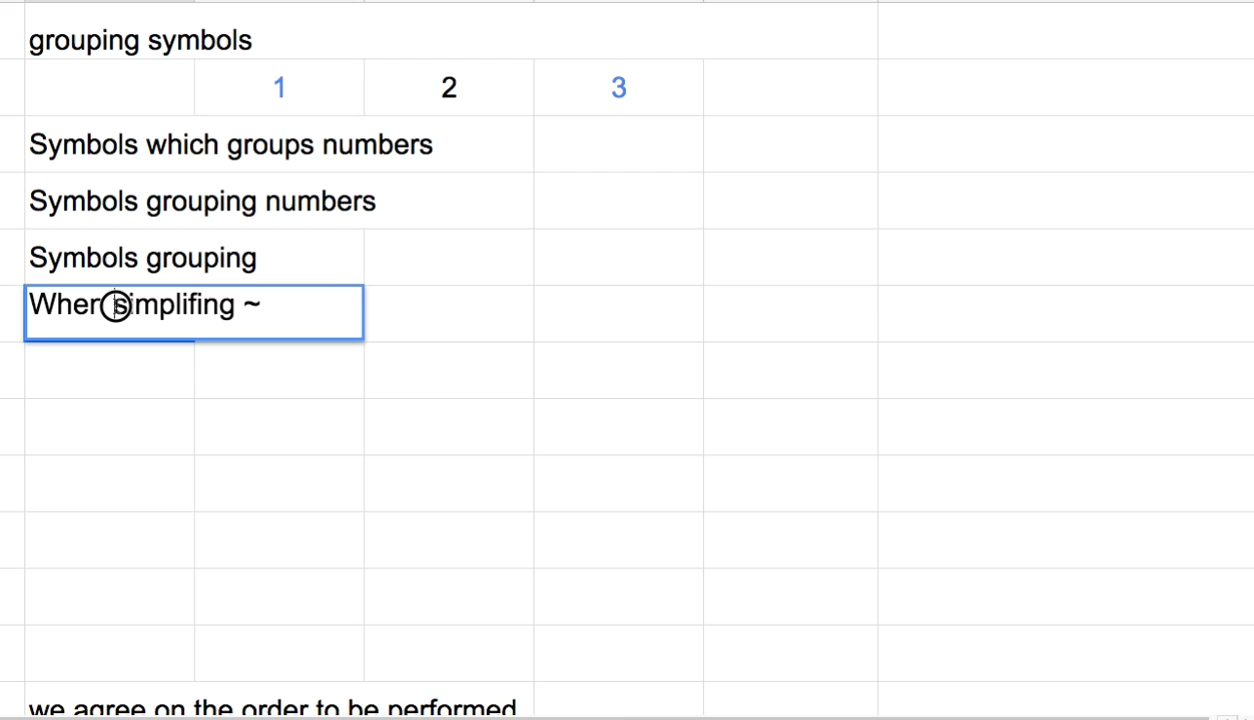 grouping symbols
1 2 3
Symbols which groups numbers
Symbols grouping numbers
Symbols grouping
Wher simplifing ~
we agree on the order to be performed